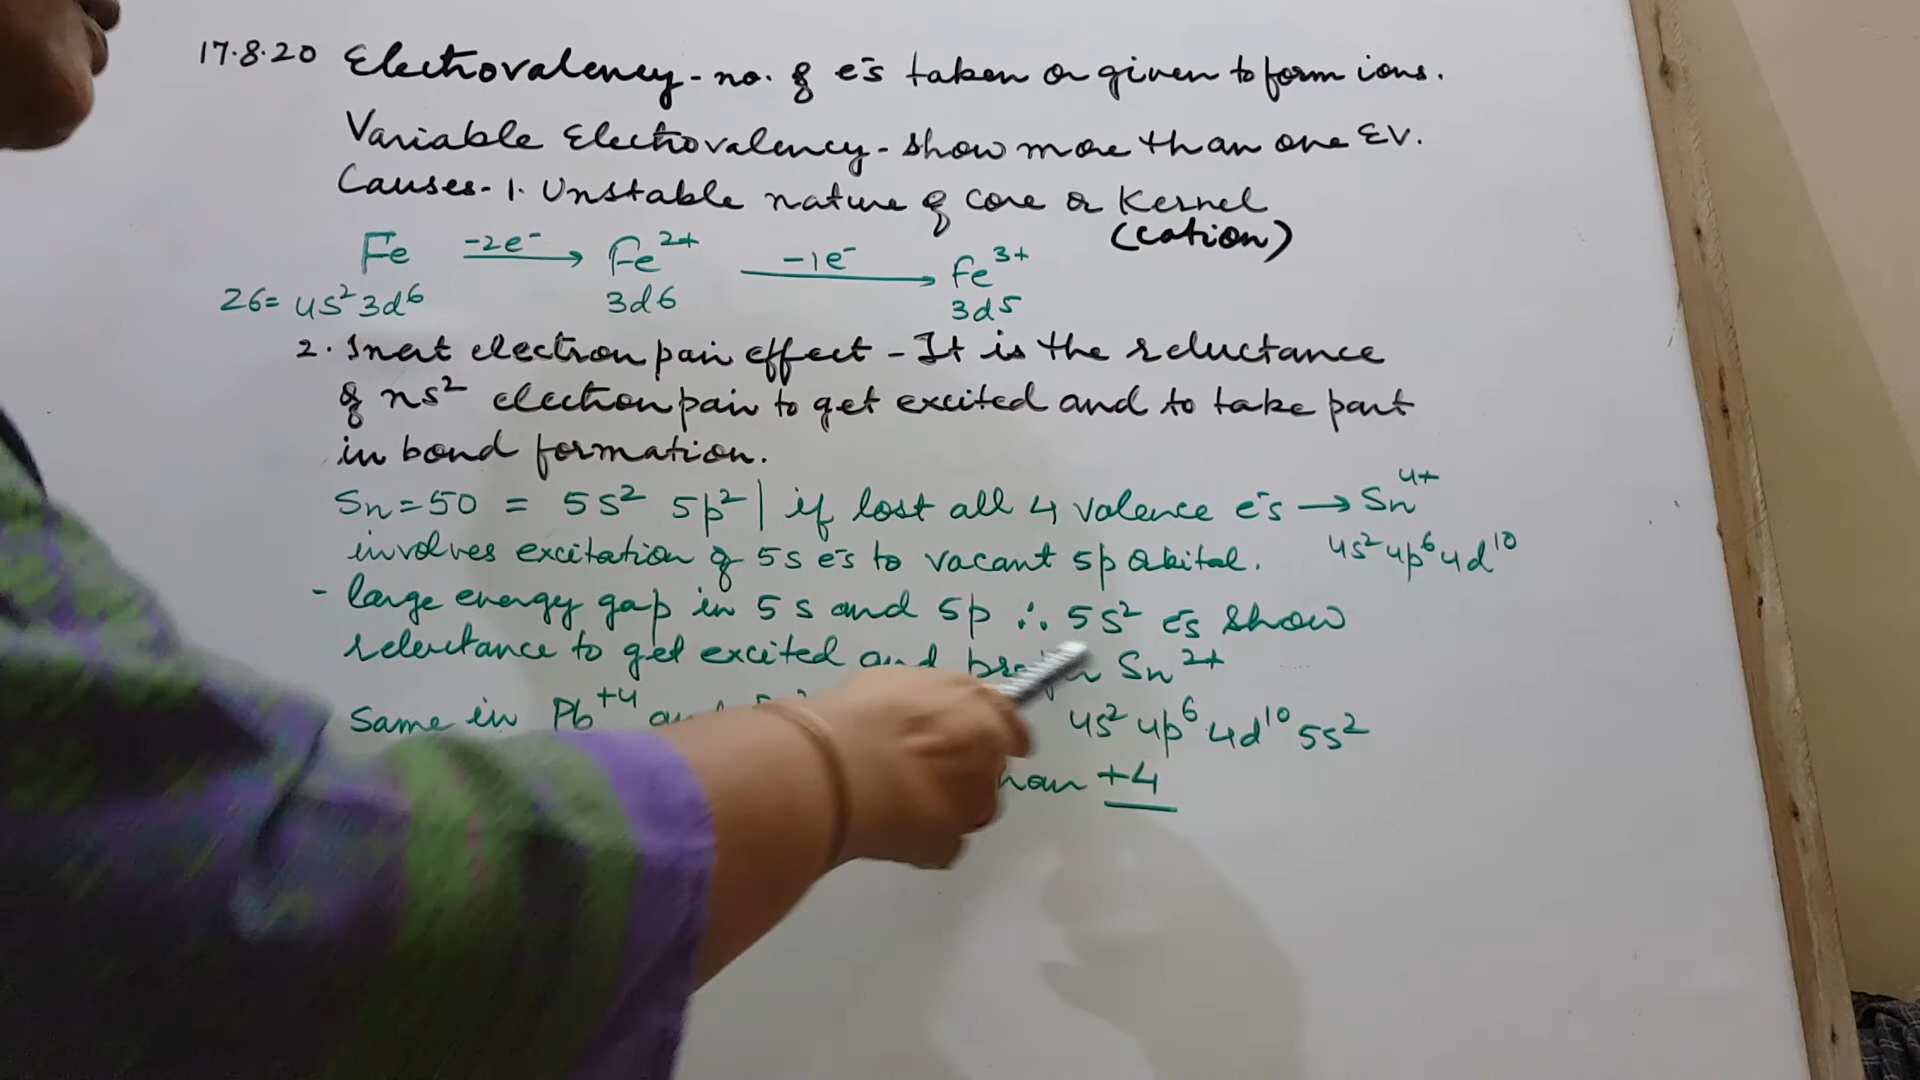 17.8.20 Electrovalency - no. of e⁻s taken or given to form ions.
Variable Electrovalency - show more than one EV.
Causes - 1. Unstable nature of core or Kernel
(cation)
Fe -2e⁻ → Fe²⁺ -1e⁻ → Fe³⁺
26= 4s² 3d⁶ 3d6 3d5
2. Inert electron pair effect - It is the reluctance
of ns² electron pair to get excited and to take part
in bond formation.
Sn = 50 = 5s² 5p² | if lost all 4 valence e⁻s → Sn⁴⁺
involves excitation of 5s e⁻s to vacant 5p orbital. 4s² 4p⁶ 4d¹⁰
- large energy gap in 5s and 5p ∴ 5s² e⁻s show
reluctance to get excited and Sn²⁺
Same in Pb⁺⁴ and 4s² 4p⁶ 4d¹⁰ 5s²
+4